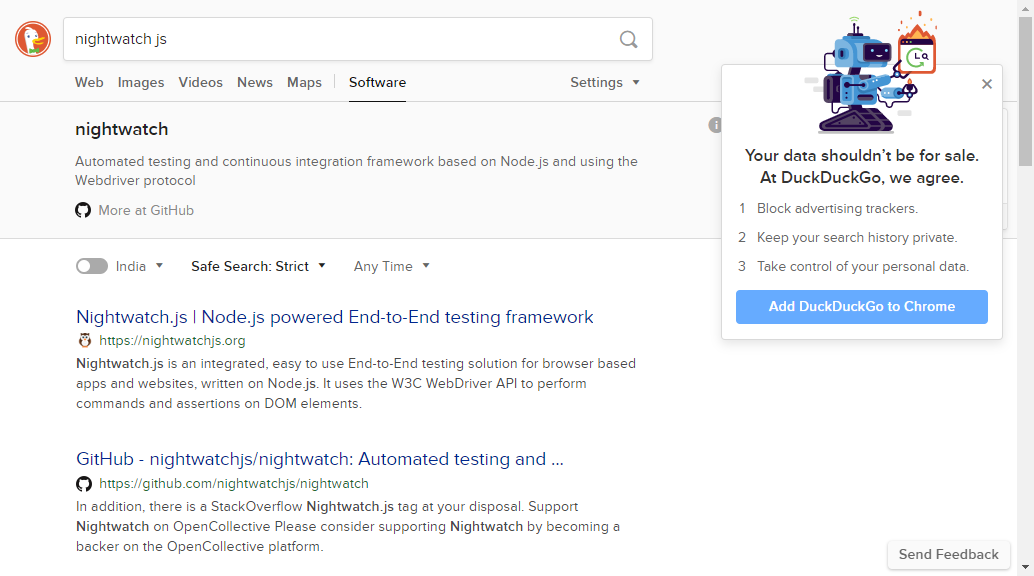 nightwatch js
Web Images Videos News Maps Software Settings
nightwatch
Automated testing and continuous integration framework based on Node.js and using the
Webdriver protocol
More at GitHub
Your data shouldn't be for sale.
At DuckDuckGo, we agree.
1 Block advertising trackers.
2 Keep your search history private.
3 Take control of your personal data.
Add DuckDuckGo to Chrome
India Safe Search: Strict Any Time
Nightwatch.js | Node.js powered End-to-End testing framework
https://nightwatchjs.org
Nightwatch.js is an integrated, easy to use End-to-End testing solution for browser based
apps and websites, written on Node.js. It uses the W3C WebDriver API to perform
commands and assertions on DOM elements.
GitHub - nightwatchjs/nightwatch: Automated testing and ...
https://github.com/nightwatchjs/nightwatch
In addition, there is a StackOverflow Nightwatch.js tag at your disposal. Support
Nightwatch on OpenCollective Please consider supporting Nightwatch by becoming a
backer on the OpenCollective platform.
Send Feedback